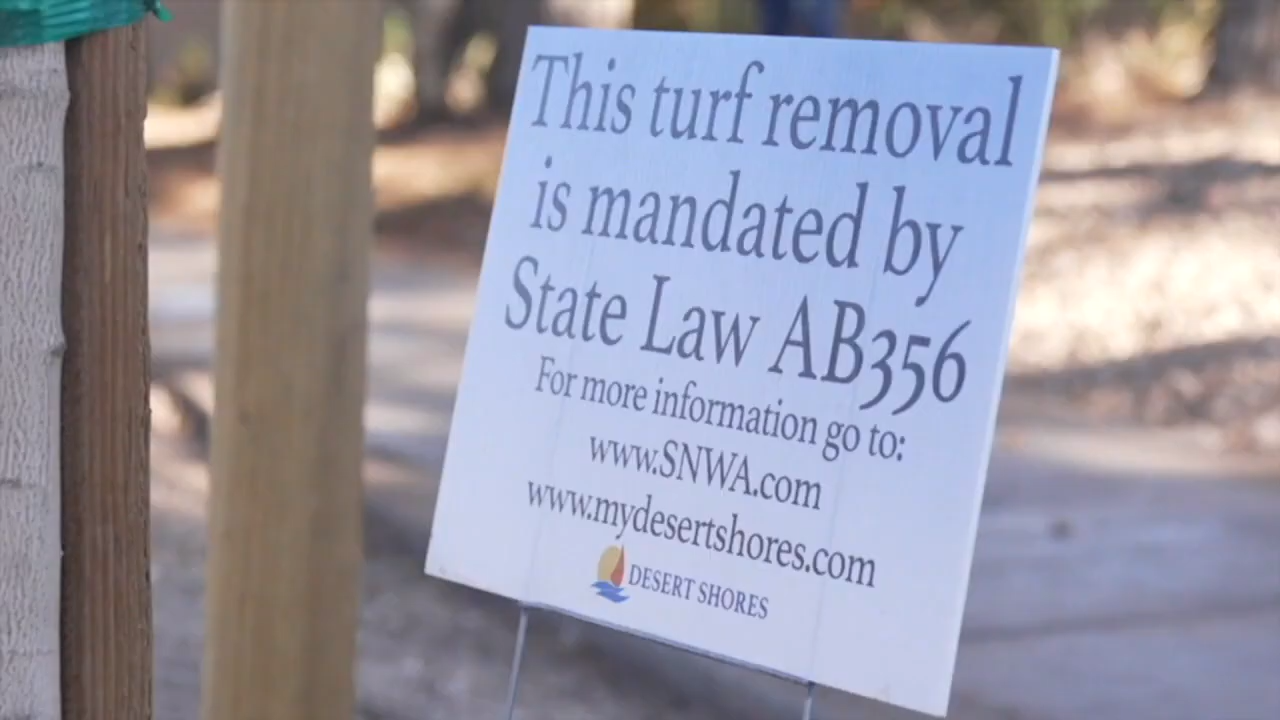 This turf removal
is mandated by
State Law AB356
For more information go to:
www.SNWA.com
www.mydesertshores.com
DESERT SHORES